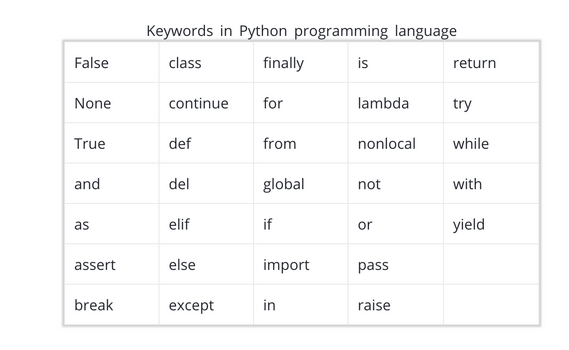 Keywords in Python programming language
False class finally is return
None continue for lambda try
True def from nonlocal while
and del global not with
as elif if or yield
assert else import pass
break except in raise